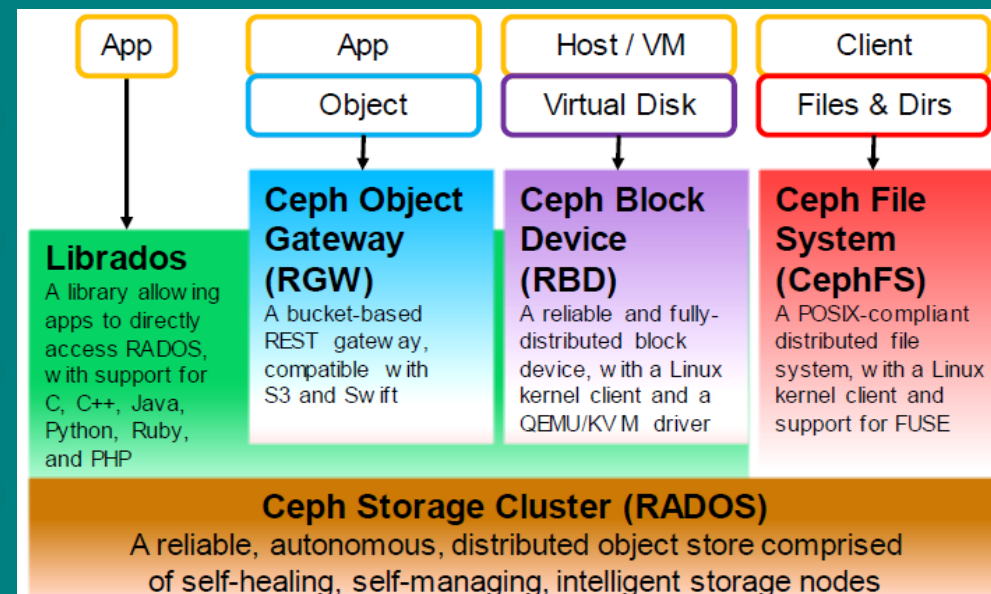 App
App
Object
Host / VM
Virtual Disk
Client
Files & Dirs
Librados
A library allowing
apps to directly
access RADOS,
with support for
C, C++, Java,
Python, Ruby,
and PHP
Ceph Object
Gateway
(RGW)
A bucket-based
REST gateway,
compatible with
S3 and Swift
Ceph Block
Device
(RBD)
A reliable and fully-
distributed block
device, with a Linux
kernel client and a
QEMU/KVM driver
Ceph File
System
(CephFS)
A POSIX-compliant
distributed file
system, with a Linux
kernel client and
support for FUSE
Ceph Storage Cluster (RADOS)
A reliable, autonomous, distributed object store comprised
of self-healing, self-managing, intelligent storage nodes